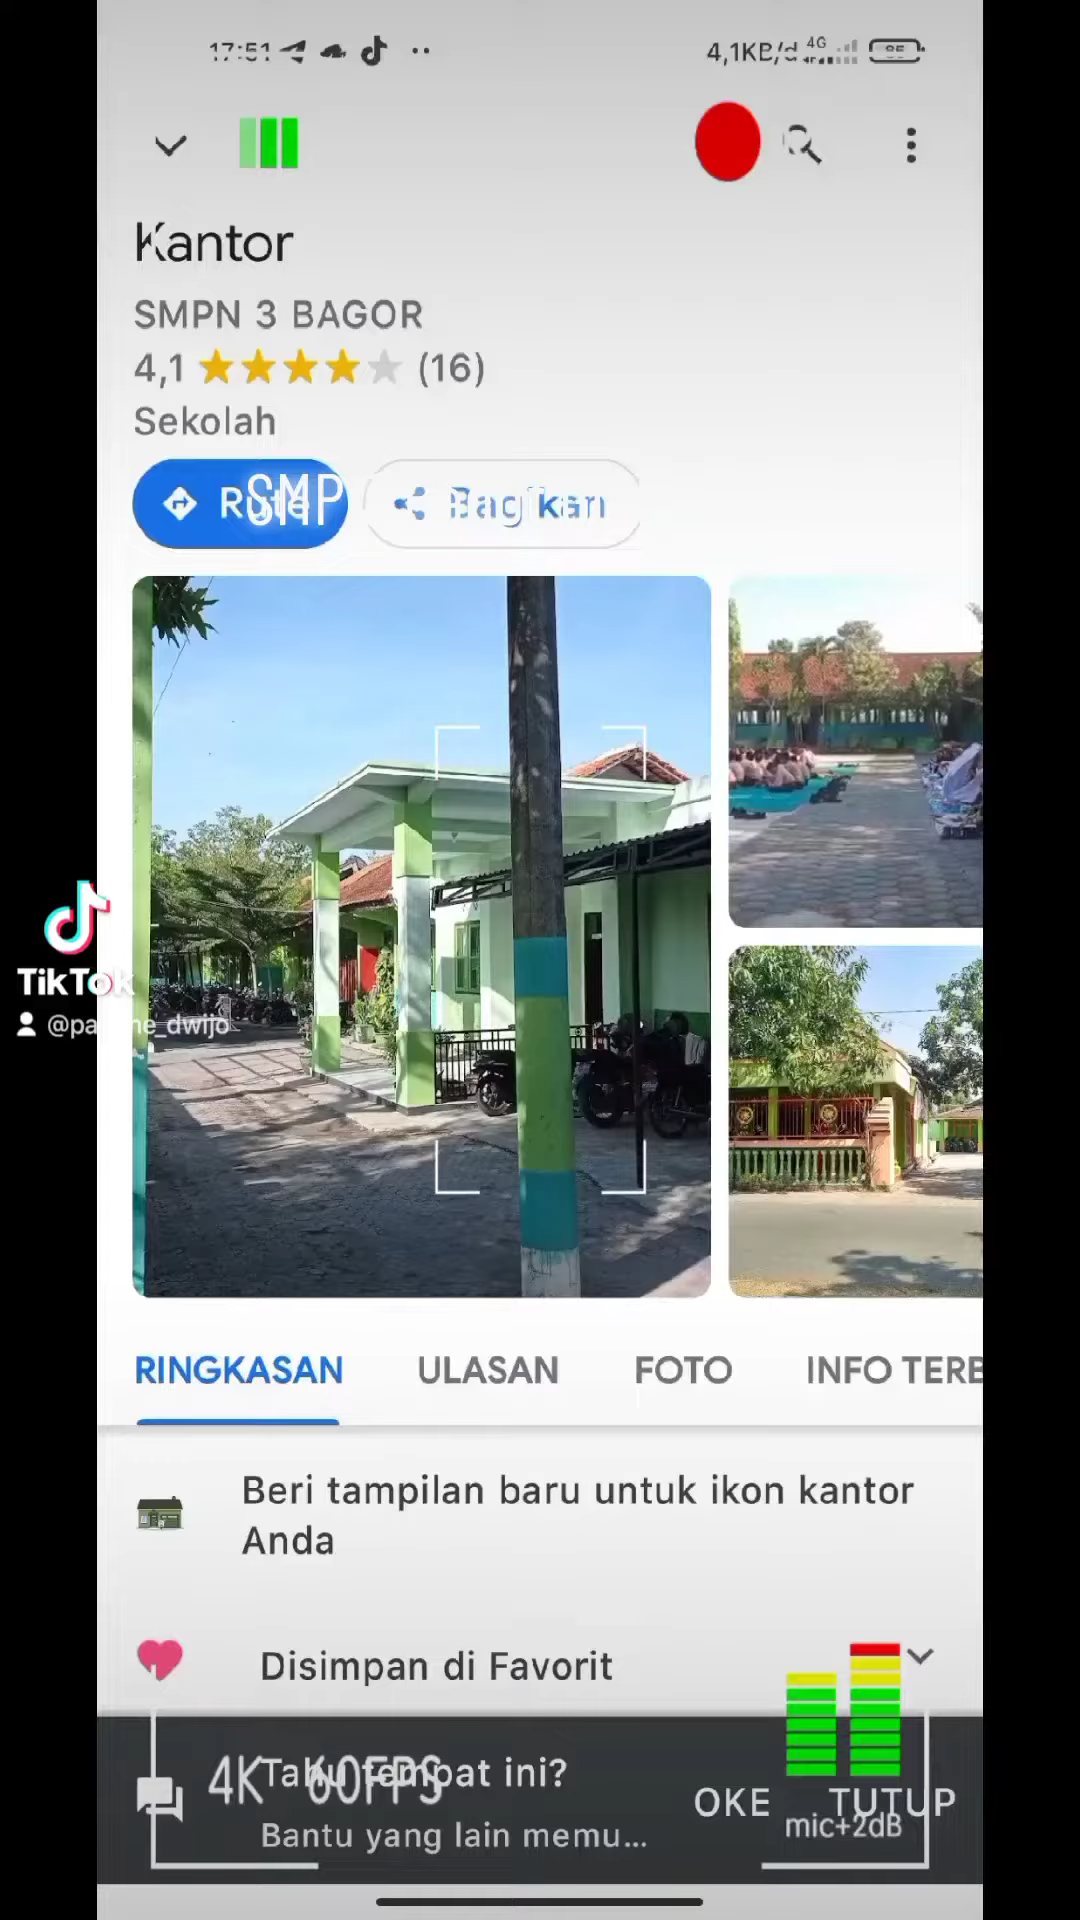 17:51
4,1KB/d 4G
Kantor
SMPN 3 BAGOR
4,1 (16)
Sekolah
Rute
SMP
Bagikan
TikTok
RINGKASAN ULASAN FOTO INFO TERB
Beri tampilan baru untuk ikon kantor
Anda
Disimpan di Favorit
4K 60FPS
Tahu tempat ini?
OKE TUTUP
Bantu yang lain memu...
mic+2dB